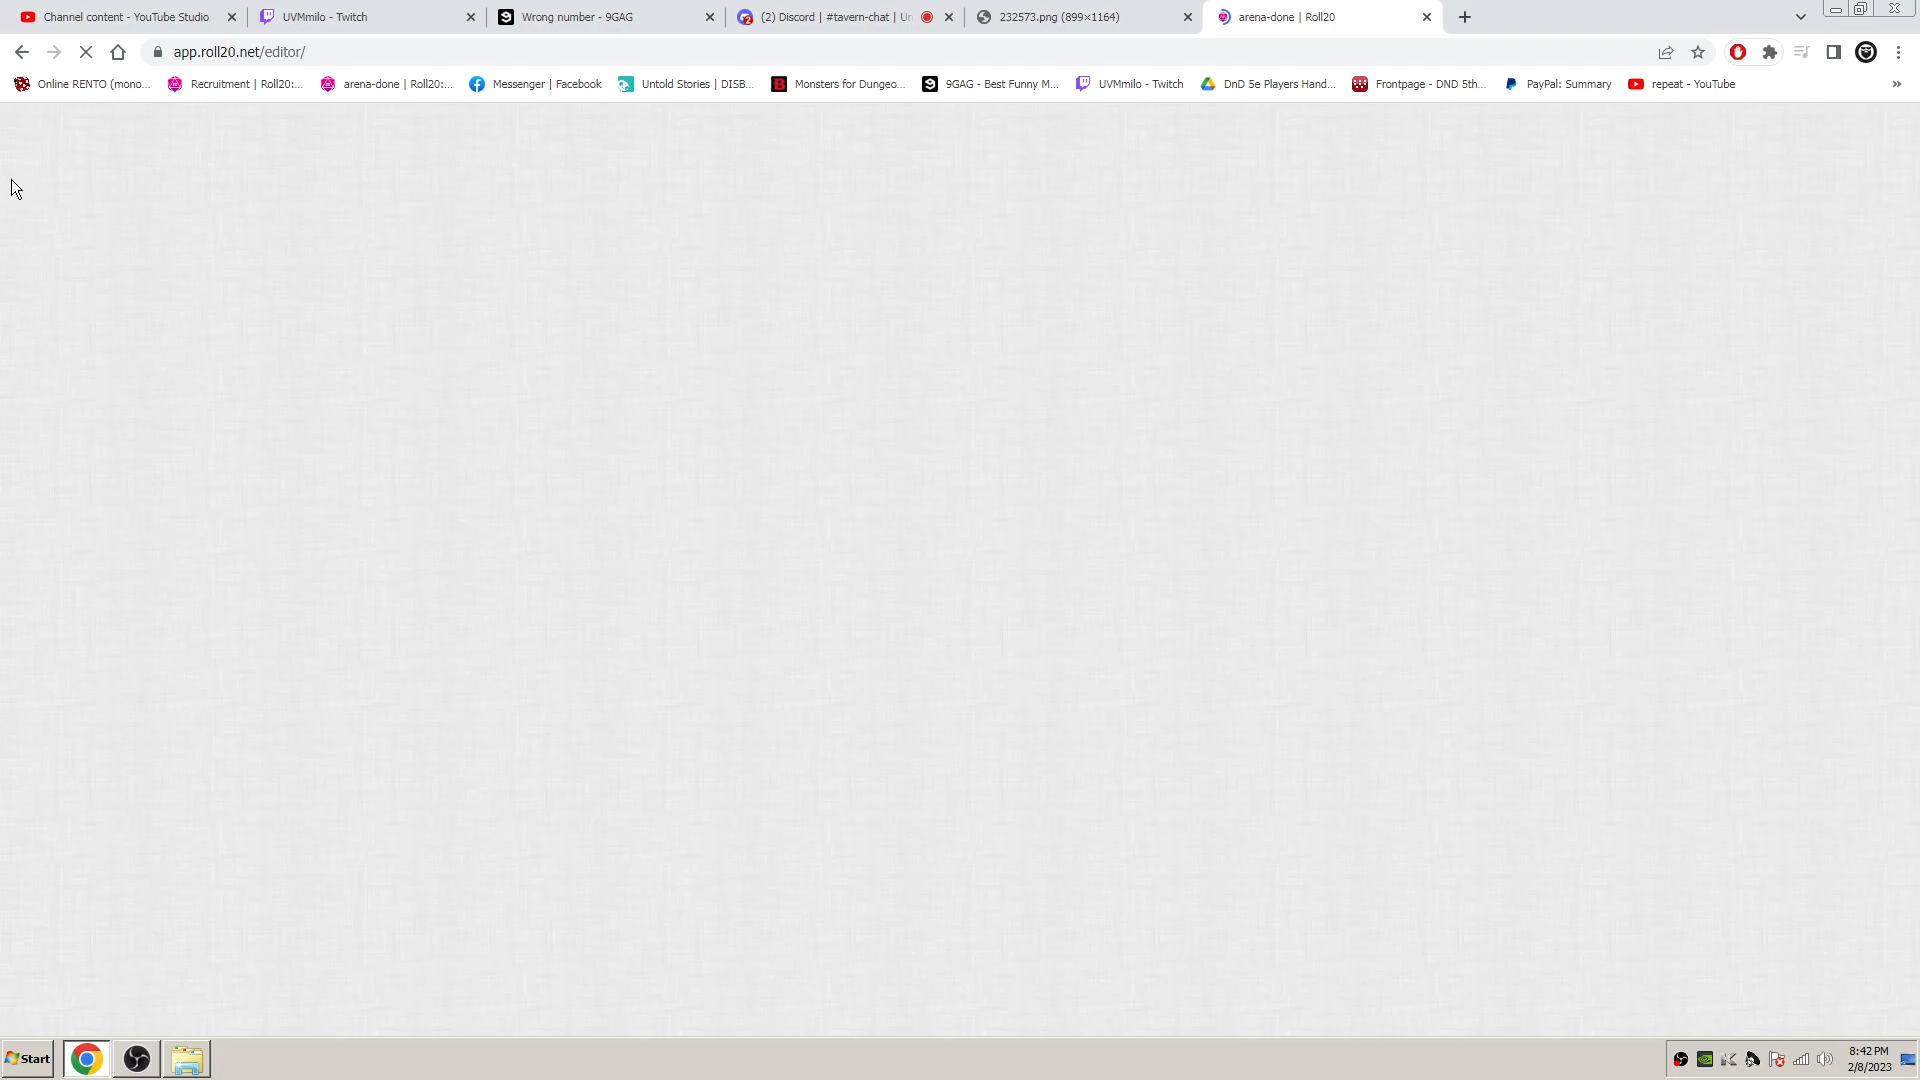 Channel content - YouTube Studio
UVMmilo - Twitch
Wrong number - 9GAG
(2) Discord | #tavern-chat | Un
232573.png (899×1164)
arena-done | Roll20
app.roll20.net/editor/
Online RENTO (mono...
Recruitment | Roll20:...
arena-done | Roll20:...
Messenger | Facebook
Untold Stories | DISB...
Monsters for Dungeo...
9GAG - Best Funny M...
UVMmilo - Twitch
DnD 5e Players Hand...
Frontpage - DND 5th...
PayPal: Summary
repeat - YouTube
»
Start
8:42 PM
2/8/2023